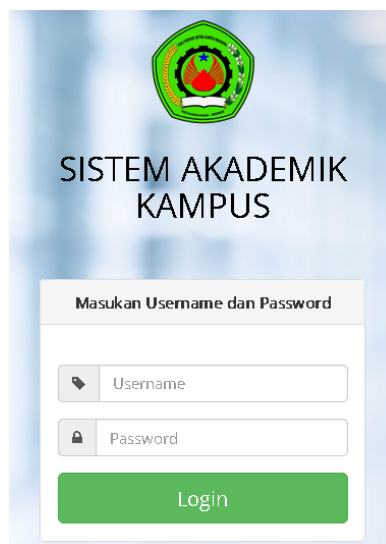 SISTEM AKADEMIK
KAMPUS
Masukan Username dan Password
Username
Password
Login